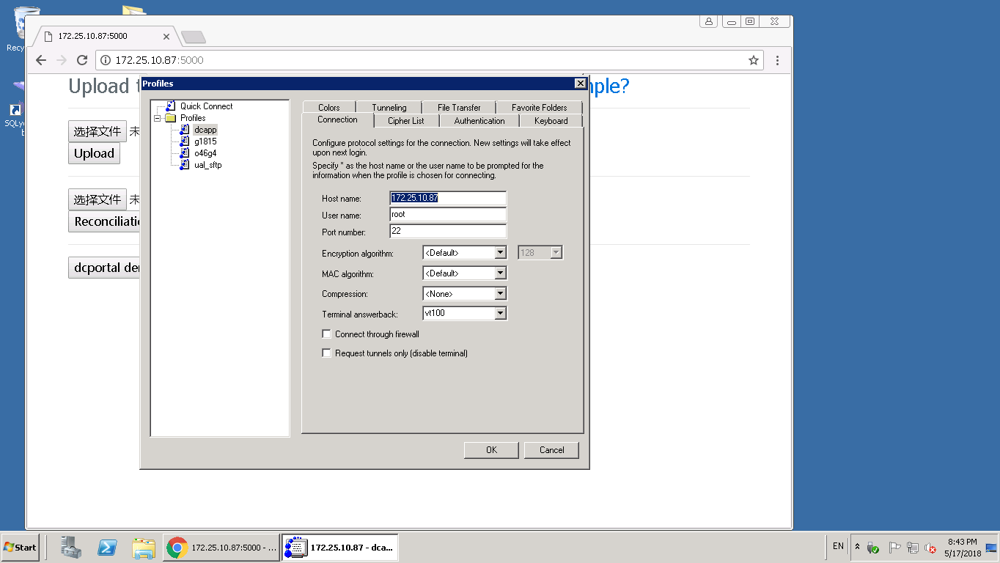 Recyc
SQLy
b
172.25.10.87:5000
172.25.10.87:5000
Upload
mple?
选择文件 未
Upload
选择文件 未
Reconciliati
dcportal de
Profiles
Quick Connect
Profiles
dcapp
g1815
o46g4
ual_sftp
Colors Tunneling File Transfer Favorite Folders
Connection Cipher List Authentication Keyboard
Configure protocol settings for the connection. New settings will take effect
upon next login.
Specify * as the host name or the user name to be prompted for the
information when the profile is chosen for connecting.
Host name: 172.25.10.87
User name: root
Port number: 22
Encryption algorithm: <Default> 128
MAC algorithm: <Default>
Compression: <None>
Terminal answerback: vt100
Connect through firewall
Request tunnels only (disable terminal)
OK Cancel
Start
172.25.10.87:5000 - ...
172.25.10.87 - dca...
EN
8:43 PM
5/17/2018